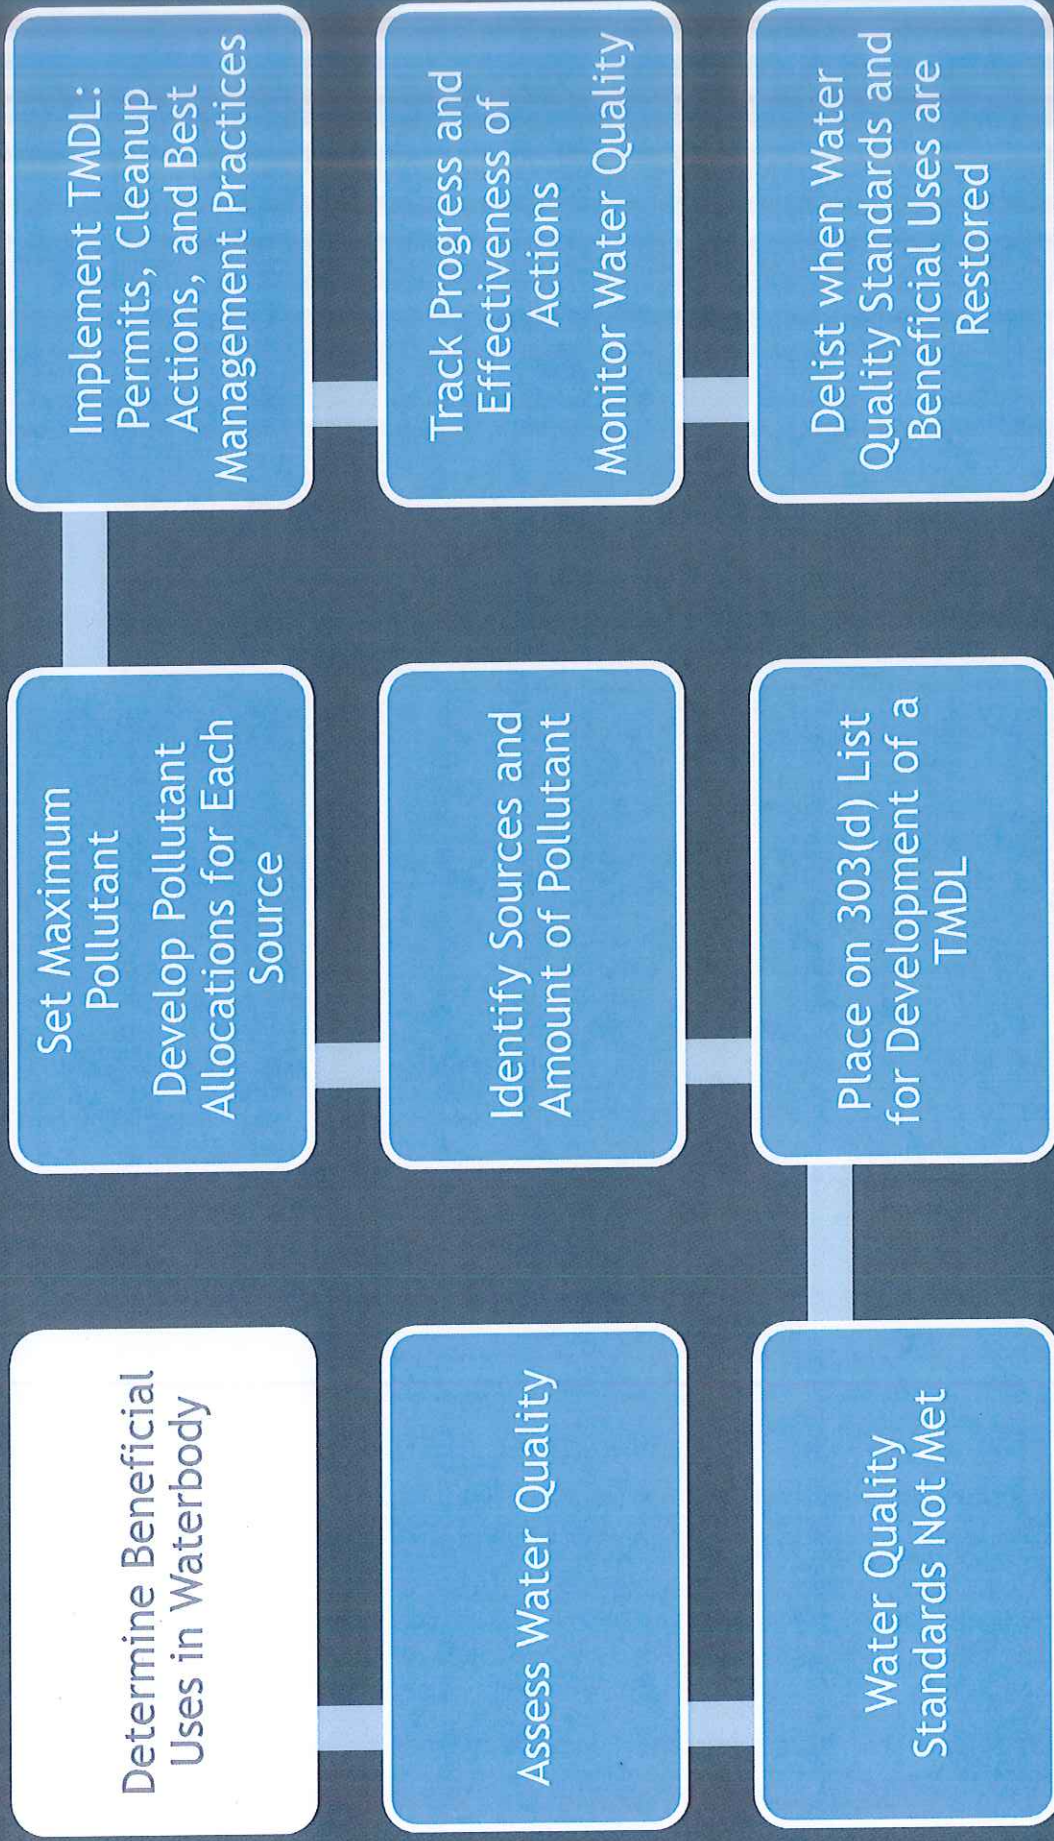 Determine Beneficial
Uses in Waterbody
Assess Water Quality
Water Quality
Standards Not Met
Place on 303(d) List
for Development of a
TMDL
Identify Sources and
Amount of Pollutant
Set Maximum
Pollutant
Develop Pollutant
Allocations for Each
Source
Implement TMDL:
Permits, Cleanup
Actions, and Best
Management Practices
Track Progress and
Effectiveness of
Actions
Monitor Water Quality
Delist when Water
Quality Standards and
Beneficial Uses are
Restored